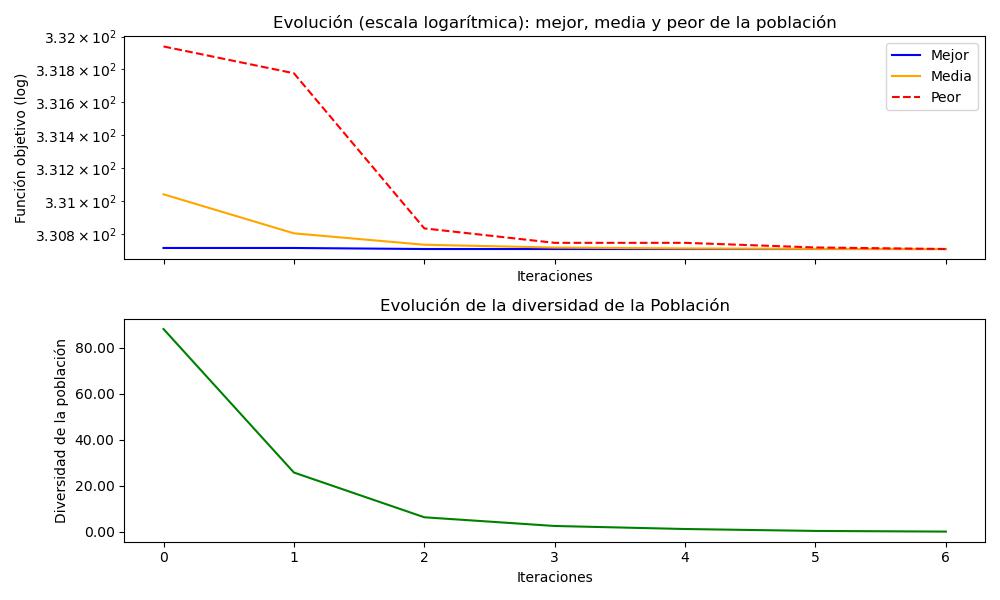 Evolución (escala logarítmica): mejor, media y peor de la población
Función objetivo (log)
3.32 × 10²
3.318 × 10²
3.316 × 10²
3.314 × 10²
3.312 × 10²
3.31 × 10²
3.308 × 10²
Mejor
Media
Peor
Iteraciones
Evolución de la diversidad de la Población
Diversidad de la población
80.00
60.00
40.00
20.00
0.00
0 1 2 3 4 5 6
Iteraciones